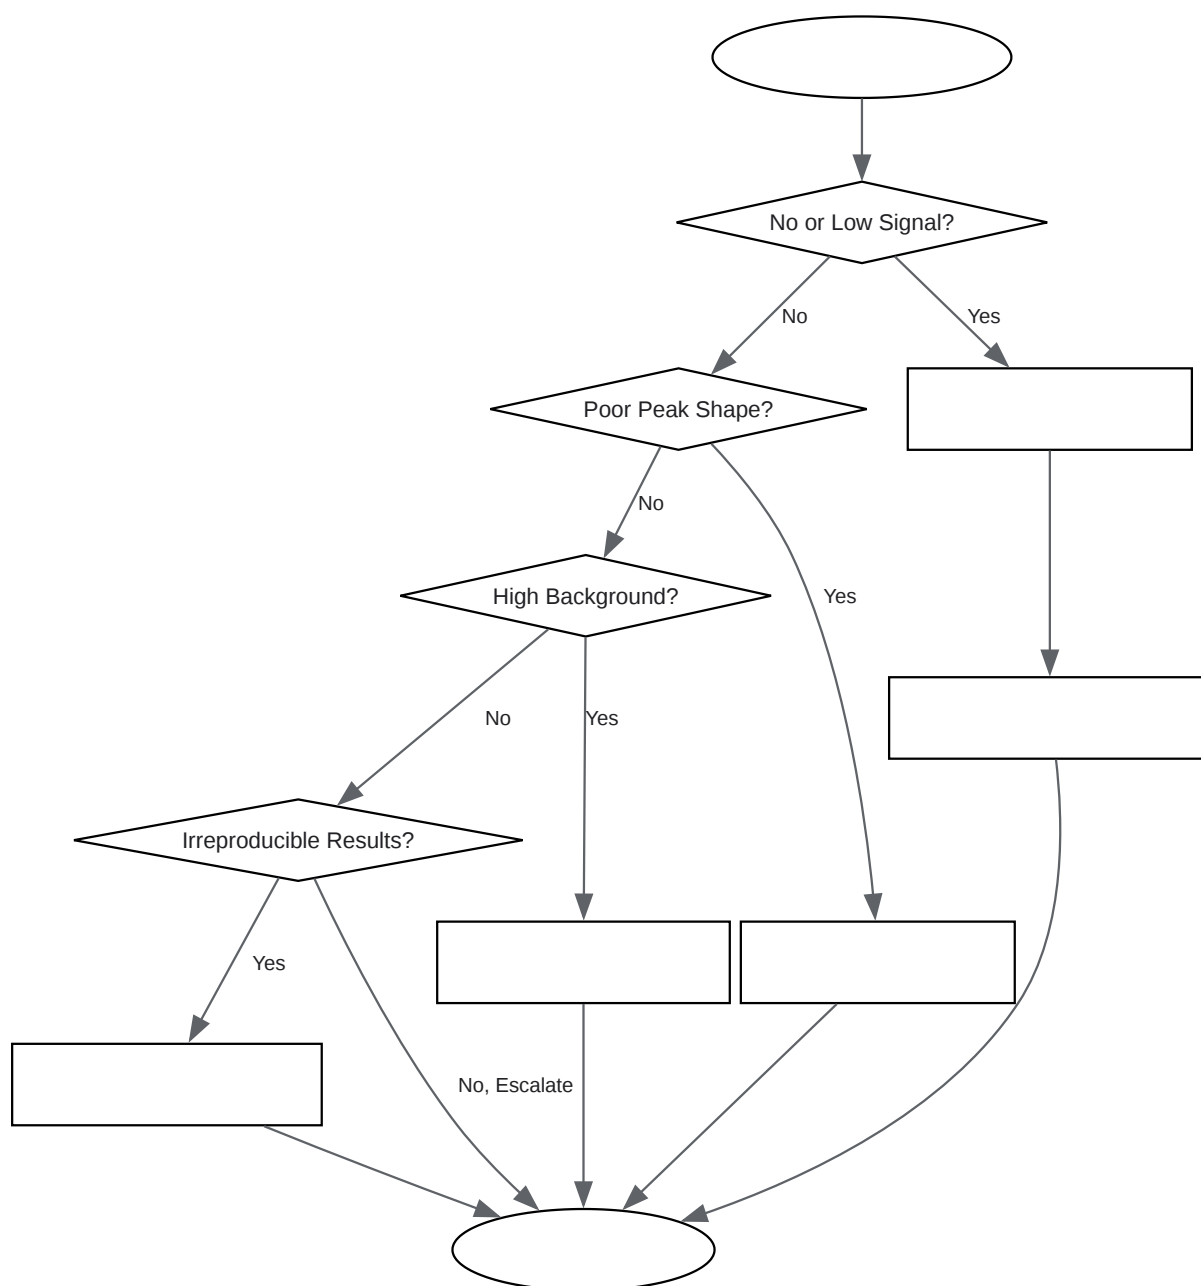 No or Low Signal?
No
Yes
Poor Peak Shape?
No
High Background?
Yes
No
Yes
Irreproducible Results?
Yes
No, Escalate